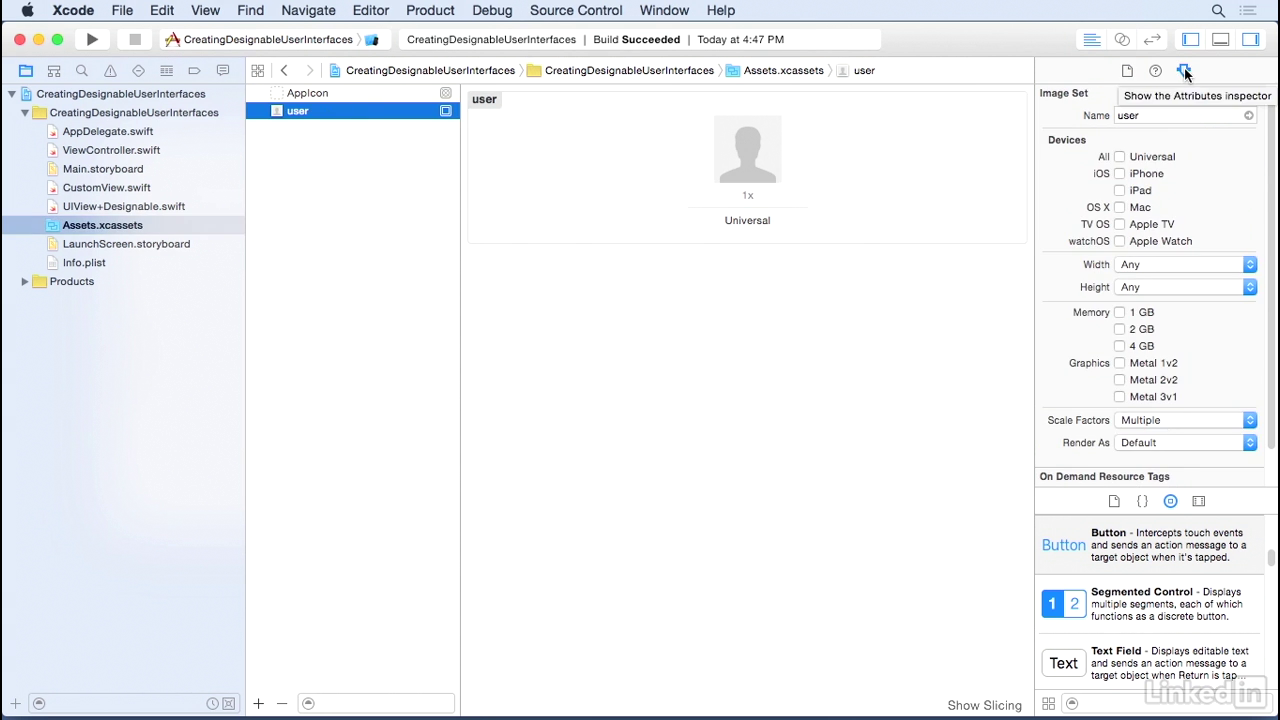 Xcode File Edit View Find Navigate Editor Product Debug Source Control Window Help
CreatingDesignableUserInterfaces
CreatingDesignableUserInterfaces | Build Succeeded | Today at 4:47 PM
CreatingDesignableUserInterfaces
CreatingDesignableUserInterfaces
AppDelegate.swift
ViewController.swift
Main.storyboard
CustomView.swift
UIView+Designable.swift
Assets.xcassets
LaunchScreen.storyboard
Info.plist
Products
CreatingDesignableUserInterfaces
CreatingDesignableUserInterfaces
Assets.xcassets
user
AppIcon
user
user
1x
Universal
Show Slicing
Show the Attributes inspector
Image Set
Name user
Devices
All Universal
iOS iPhone
iPad
OS X Mac
TV OS Apple TV
watchOS Apple Watch
Width Any
Height Any
Memory 1 GB
2 GB
4 GB
Graphics Metal 1v2
Metal 2v2
Metal 3v1
Scale Factors Multiple
Render As Default
On Demand Resource Tags
Button
Button - Intercepts touch events
and sends an action message to a
target object when it's tapped.
1 2
Segmented Control - Displays
multiple segments, each of which
functions as a discrete button.
Text
Text Field - Displays editable text
and sends an action message to a
target object when Return is tap...
Linked in